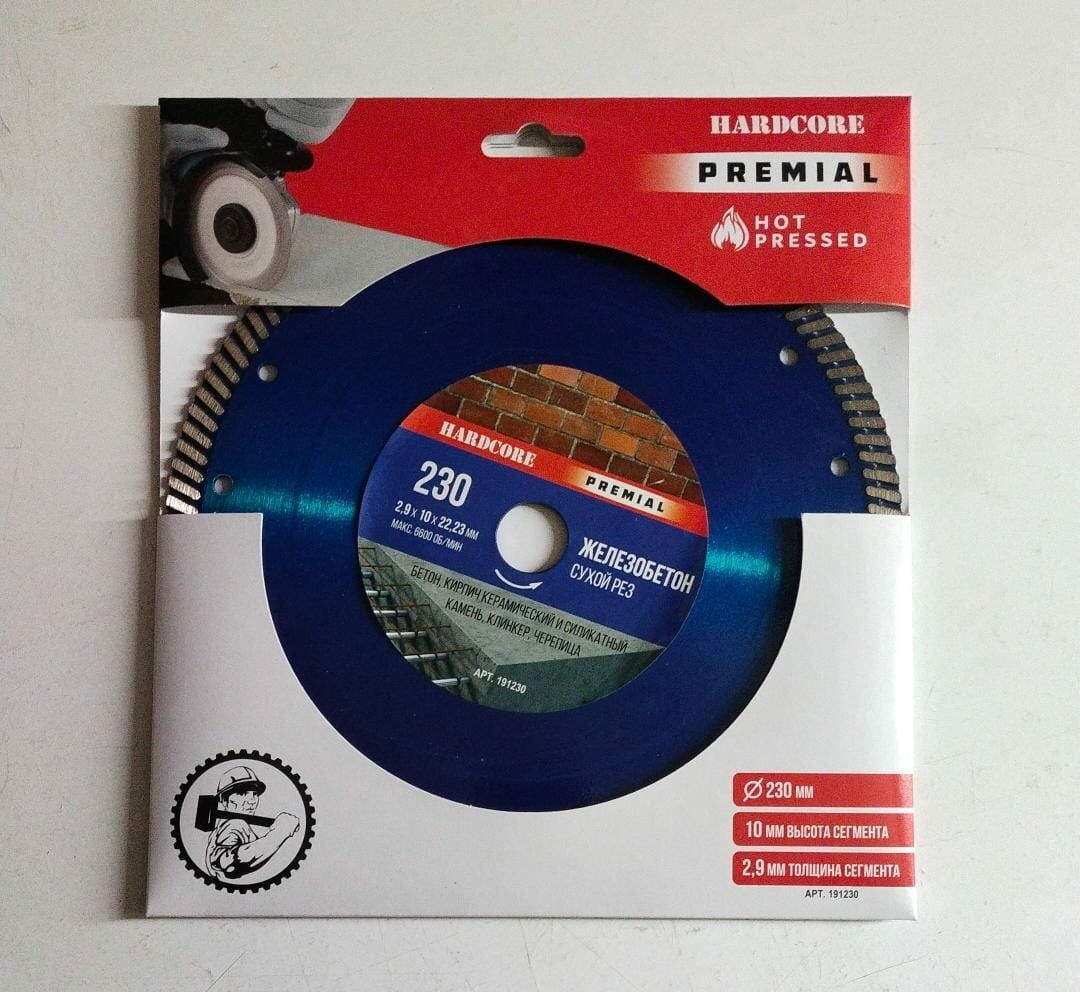 HARDCORE
PREMIAL
HOT
PRESSED
HARDCORE
PREMIAL
230
2,9 х 10 х 22,23 мм
МАКС. 6600 ОБ/МИН
ЖЕЛЕЗОБЕТОН
СУХОЙ РЕЗ
БЕТОН, КИРПИЧ КЕРАМИЧЕСКИЙ И СИЛИКАТНЫЙ
КАМЕНЬ, КЛИНКЕР, ЧЕРЕПИЦА
АРТ. 191230
Ø 230 ММ
10 ММ ВЫСОТА СЕГМЕНТА
2,9 ММ ТОЛЩИНА СЕГМЕНТА
АРТ. 191230